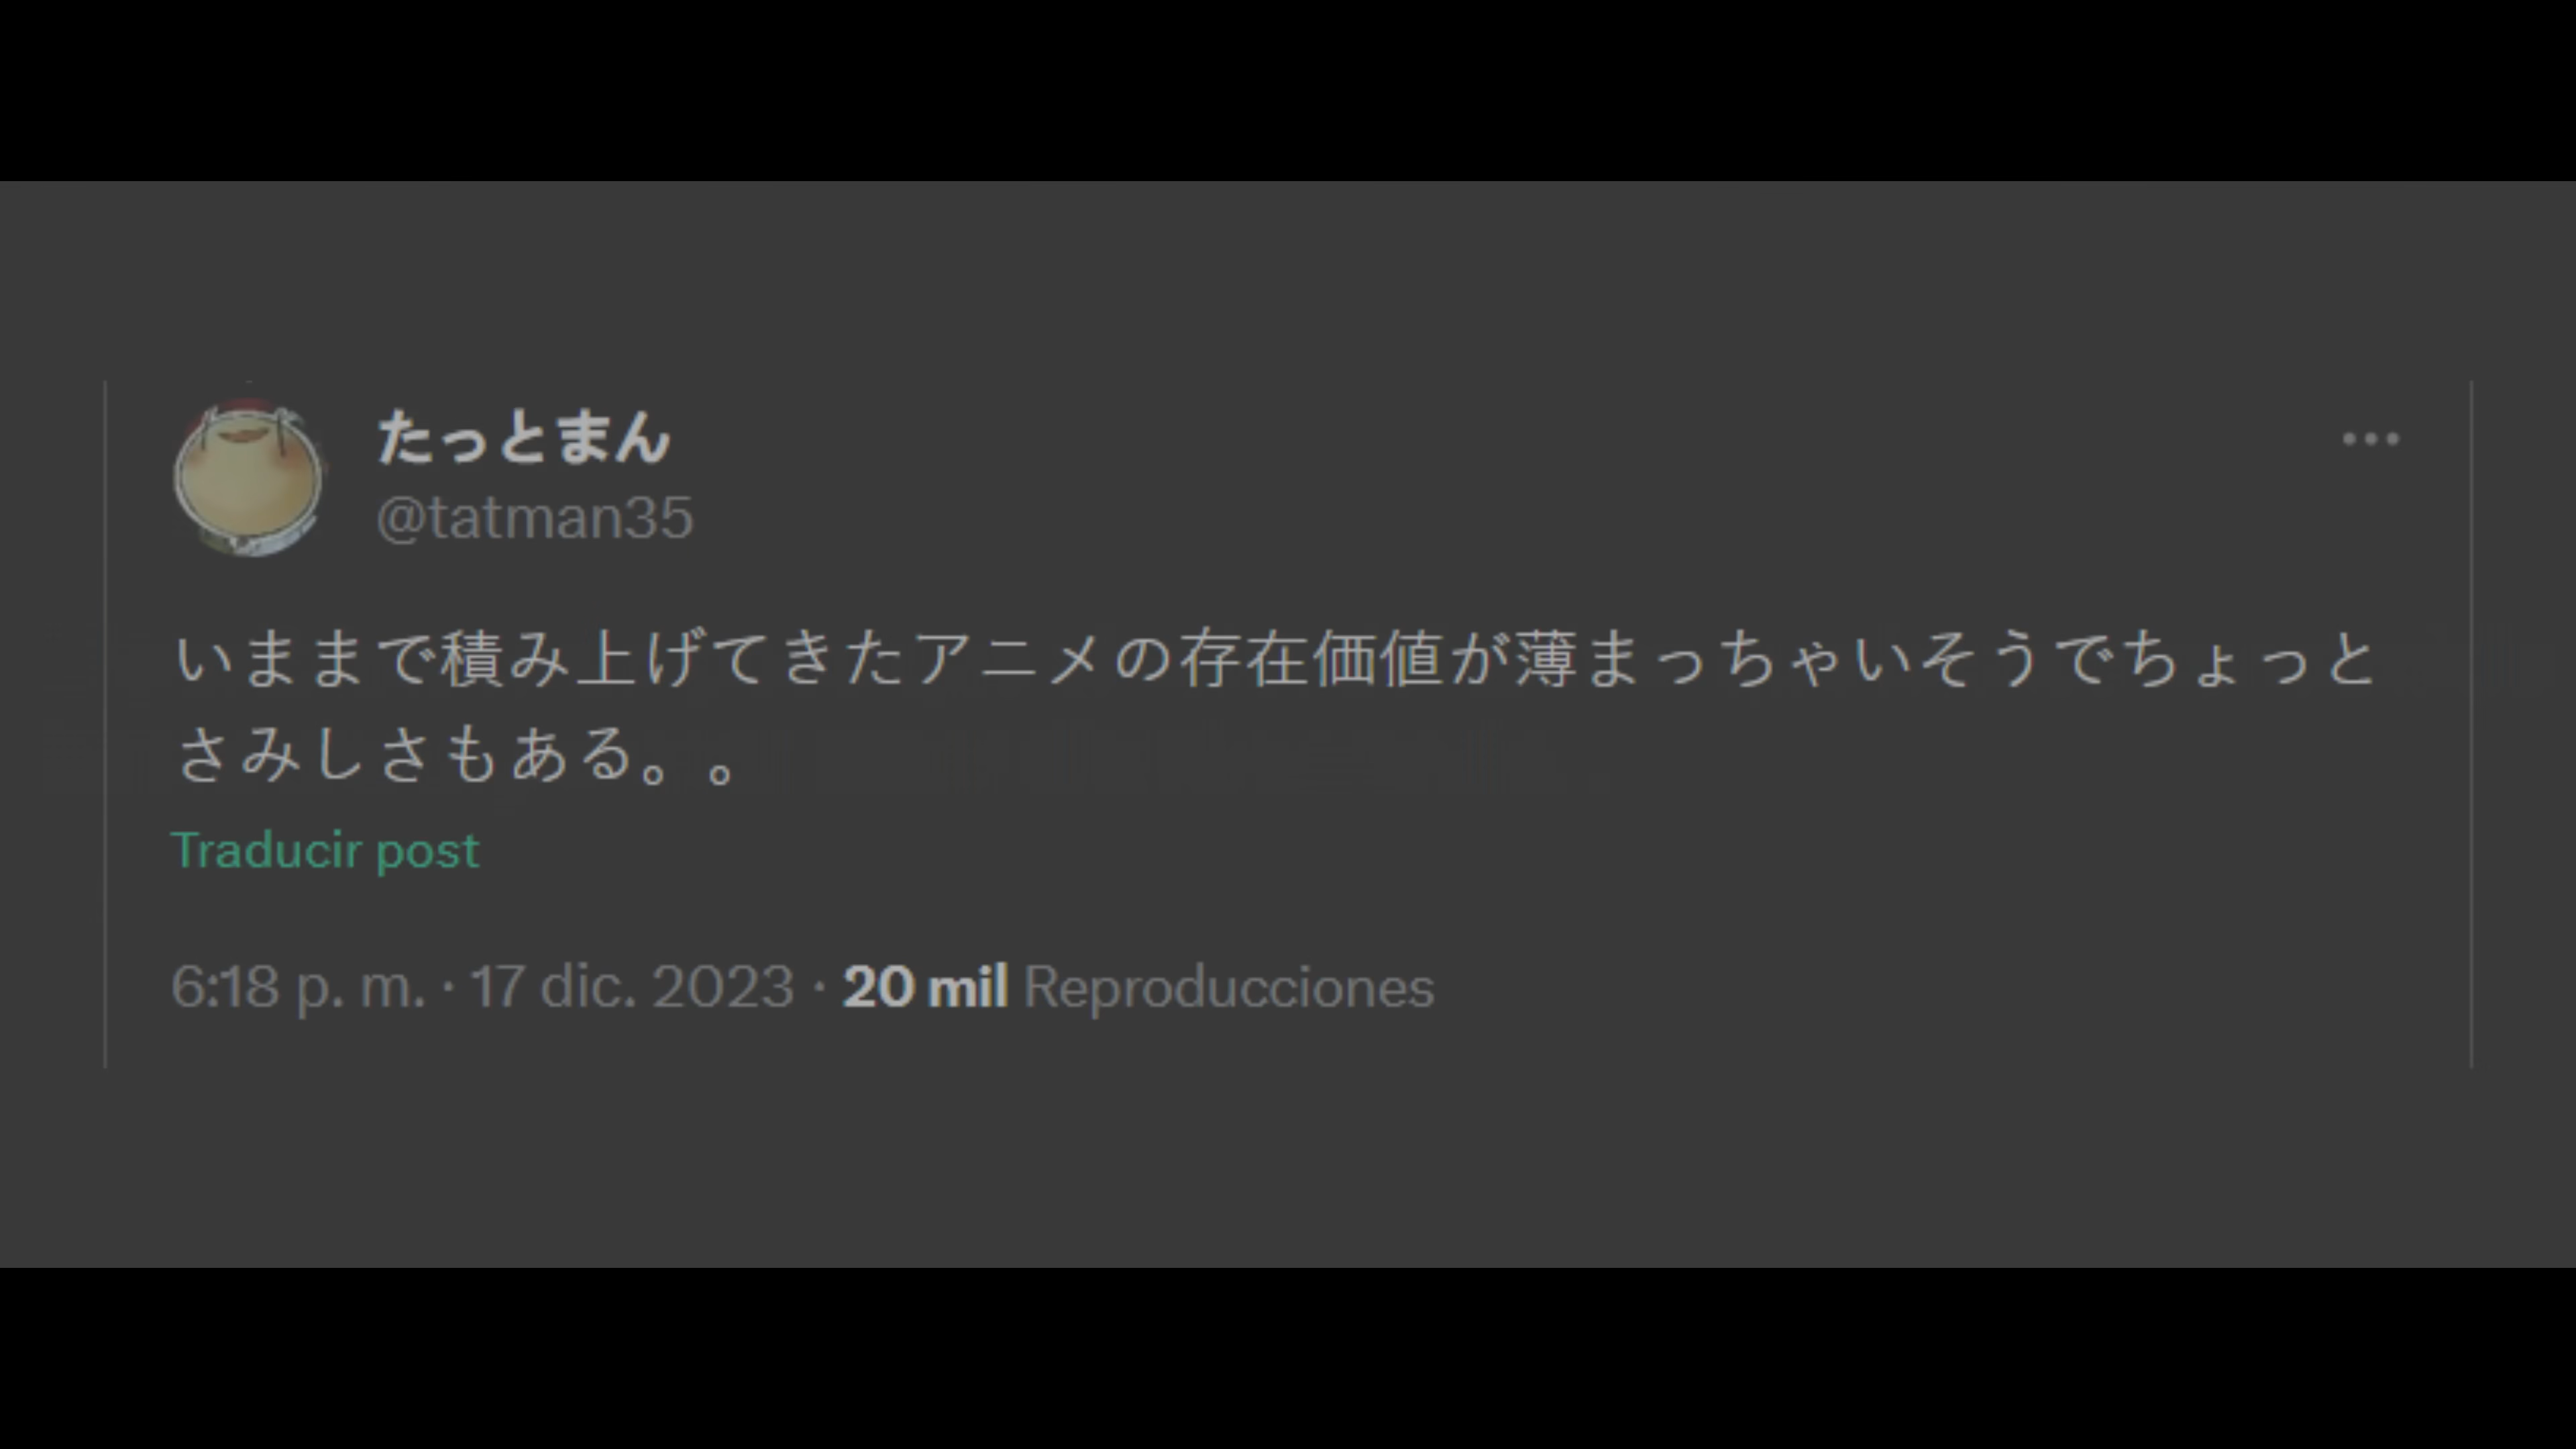 たっとまん
@tatman35
いままで積み上げてきたアニメの存在価値が薄まっちゃいそうでちょっと
さみしさもある。。
Traducir post
6:18 p. m. · 17 dic. 2023 · 20 mil Reproducciones